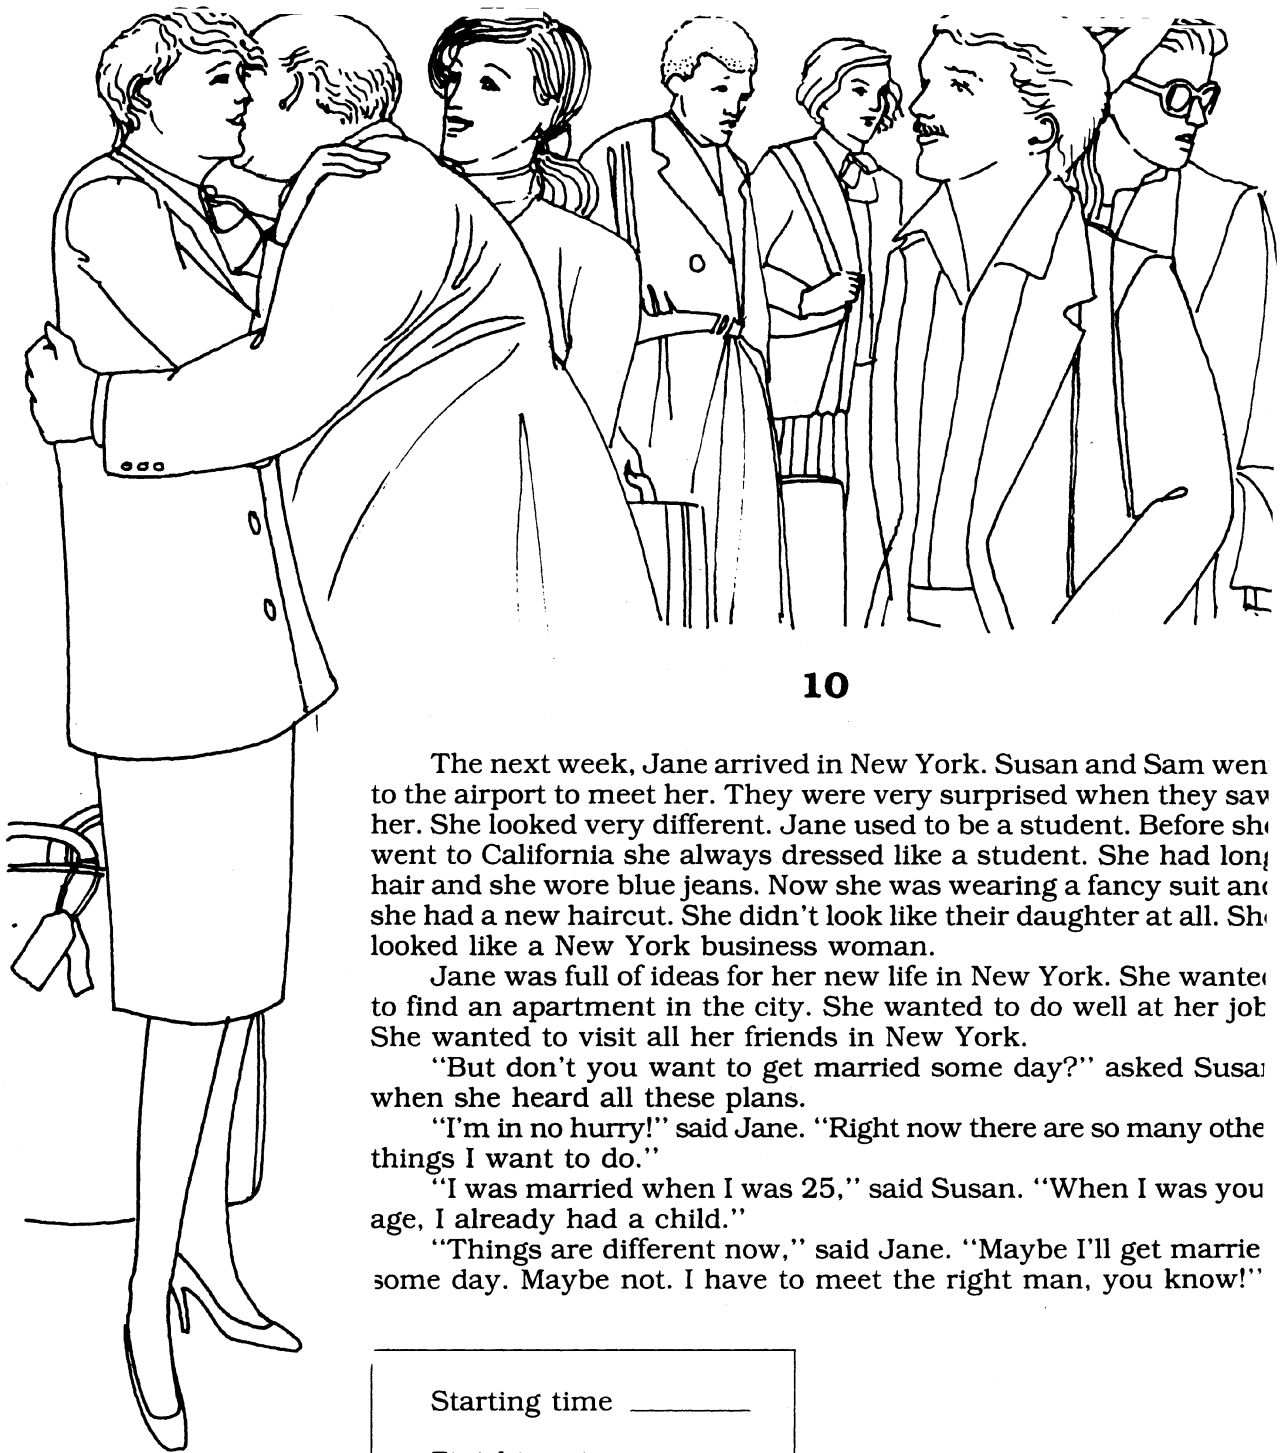 10
The next week, Jane arrived in New York. Susan and Sam wen
to the airport to meet her. They were very surprised when they saw
her. She looked very different. Jane used to be a student. Before she
went to California she always dressed like a student. She had long
hair and she wore blue jeans. Now she was wearing a fancy suit and
she had a new haircut. She didn't look like their daughter at all. She
looked like a New York business woman.
Jane was full of ideas for her new life in New York. She wanted
to find an apartment in the city. She wanted to do well at her job
She wanted to visit all her friends in New York.
"But don't you want to get married some day?" asked Susan
when she heard all these plans.
"I'm in no hurry!" said Jane. "Right now there are so many othe
things I want to do."
"I was married when I was 25," said Susan. "When I was you
age, I already had a child."
"Things are different now," said Jane. "Maybe I'll get marrie
some day. Maybe not. I have to meet the right man, you know!"
Starting time